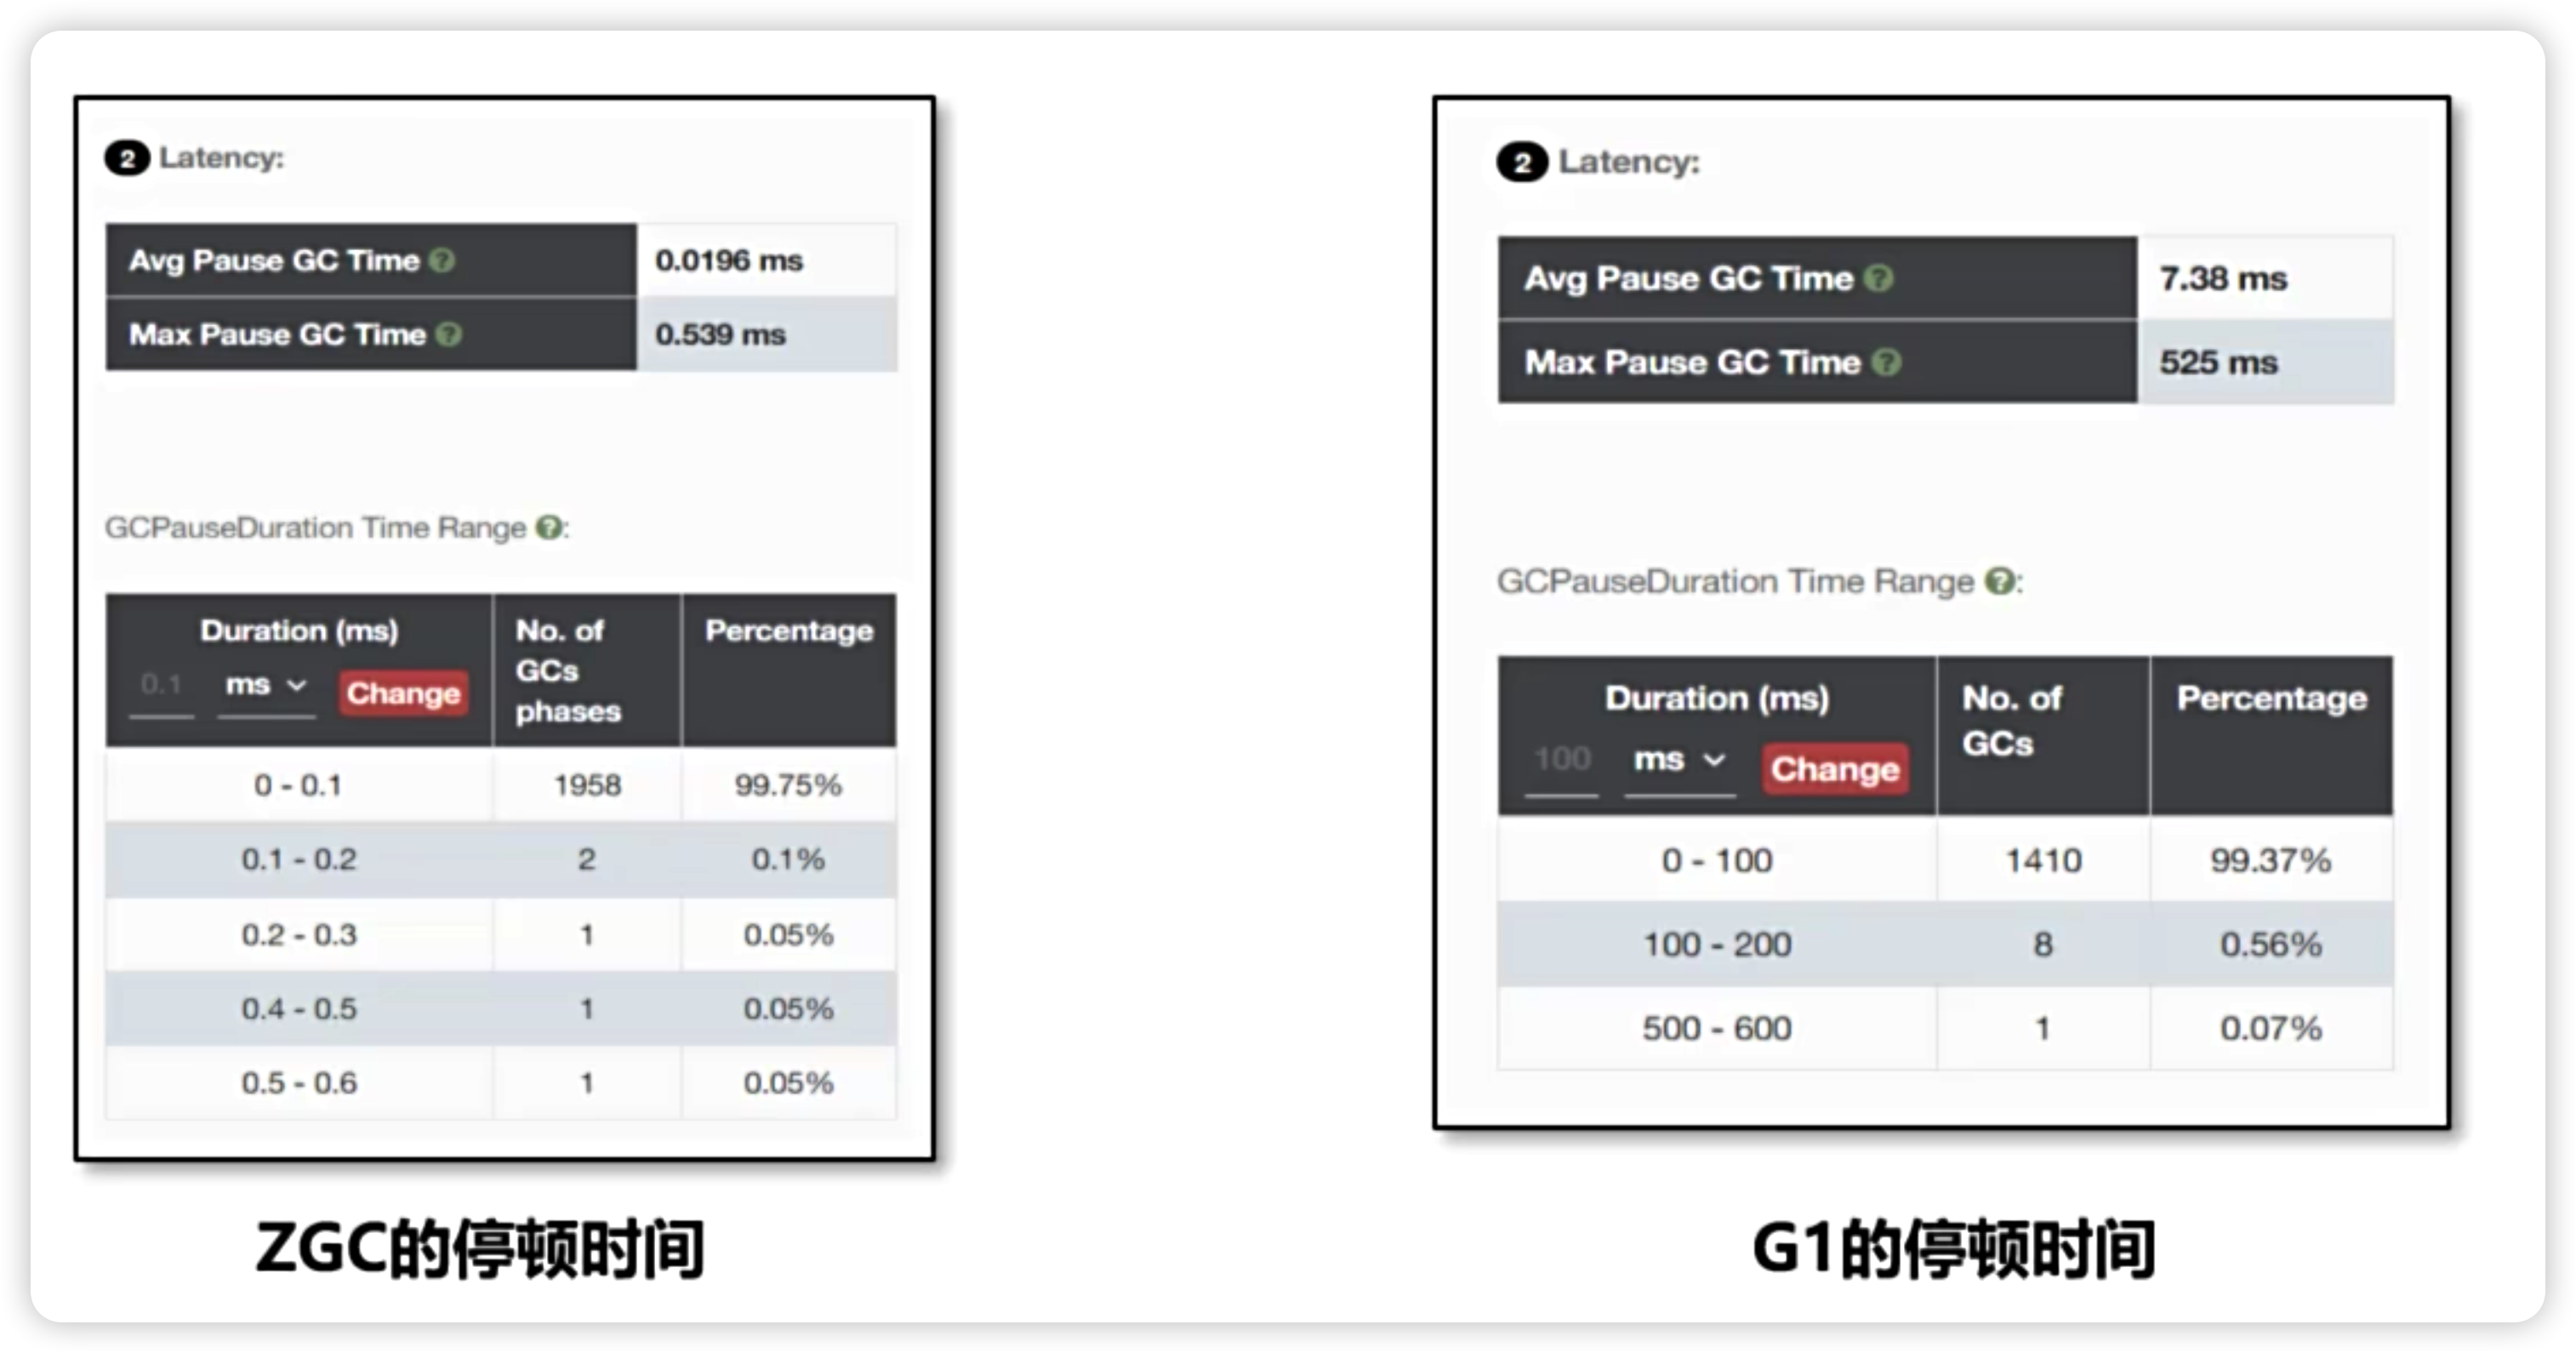 2 Latency:
Avg Pause GC Time ? 0.0196 ms
Max Pause GC Time ? 0.539 ms
GCPauseDuration Time Range ?:
Duration (ms) No. of GCs phases Percentage
0.1 ms Change
0 - 0.1 1958 99.75%
0.1 - 0.2 2 0.1%
0.2 - 0.3 1 0.05%
0.4 - 0.5 1 0.05%
0.5 - 0.6 1 0.05%
ZGC的停顿时间
2 Latency:
Avg Pause GC Time ? 7.38 ms
Max Pause GC Time ? 525 ms
GCPauseDuration Time Range ?:
Duration (ms) No. of GCs Percentage
100 ms Change
0 - 100 1410 99.37%
100 - 200 8 0.56%
500 - 600 1 0.07%
G1的停顿时间